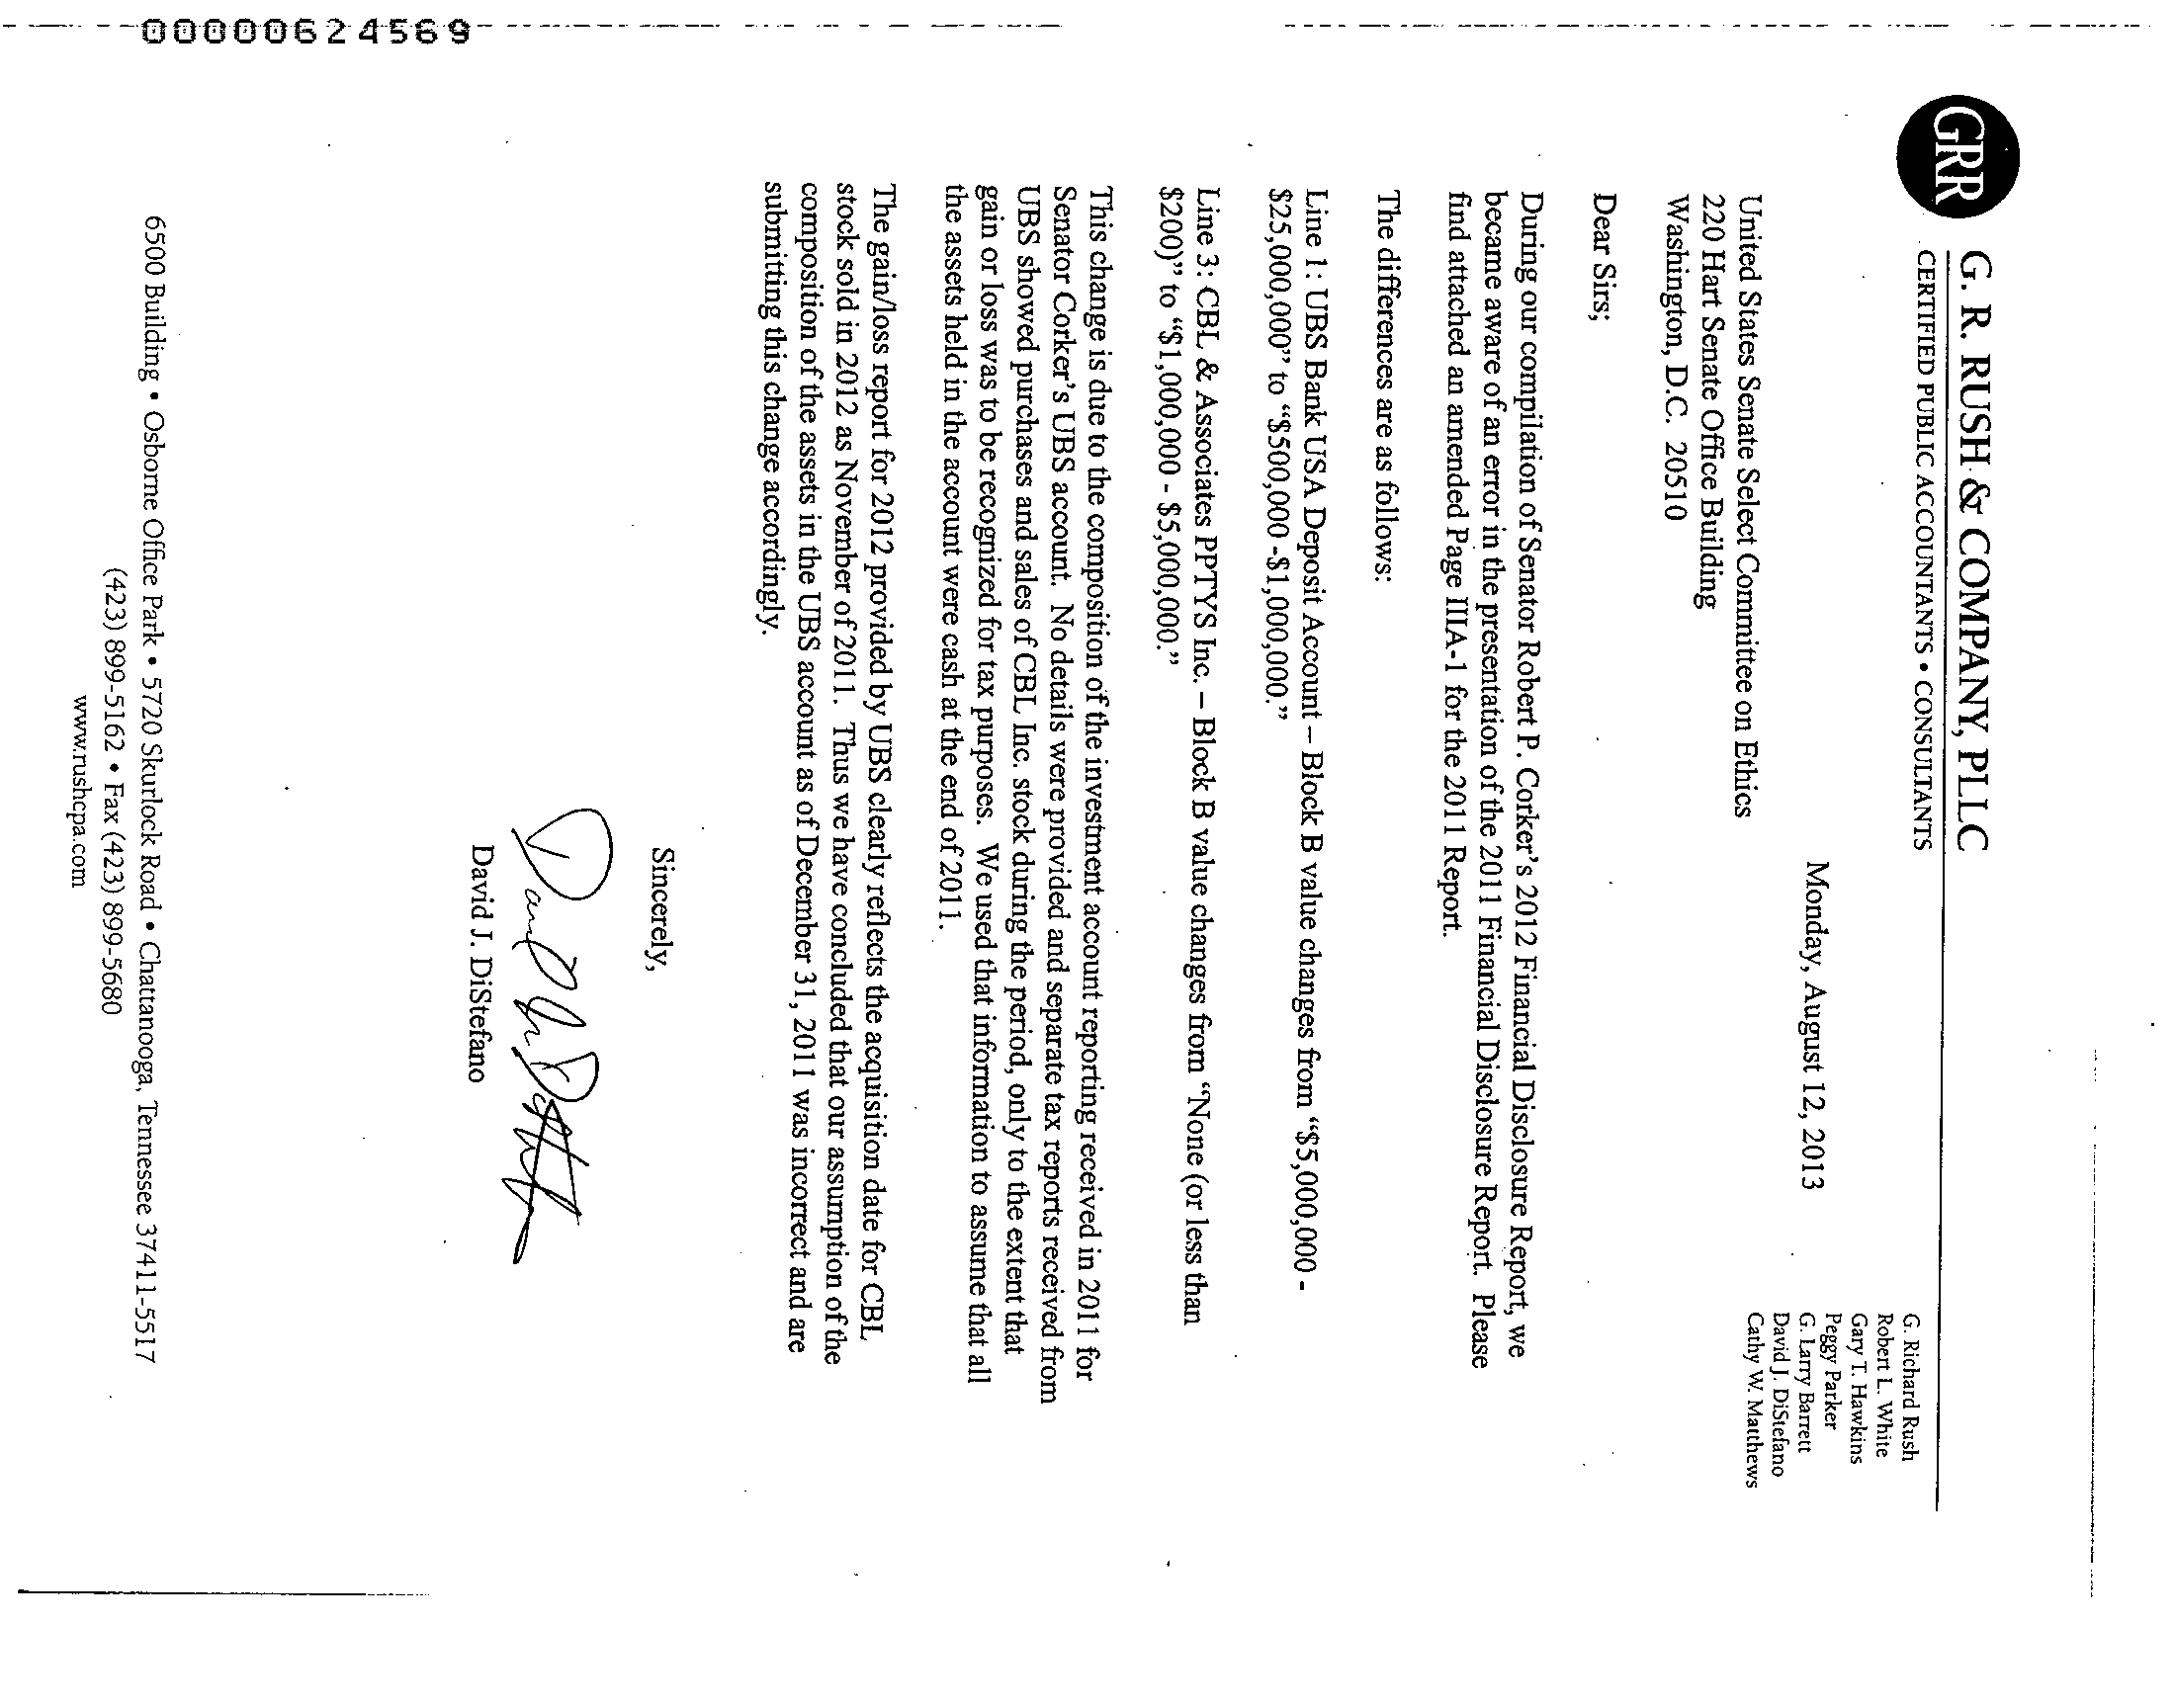 00000624569
GRR
G. R. RUSH & COMPANY, PLLC
CERTIFIED PUBLIC ACCOUNTANTS • CONSULTANTS
G. Richard Rush
Robert L. White
Gary T. Hawkins
Peggy Parker
G. Larry Barrett
David J. DiStefano
Cathy W. Matthews
Monday, August 12, 2013
United States Senate Select Committee on Ethics
220 Hart Senate Office Building
Washington, D.C. 20510
Dear Sirs;
During our compilation of Senator Robert P. Corker's 2012 Financial Disclosure Report, we
became aware of an error in the presentation of the 2011 Financial Disclosure Report. Please
find attached an amended Page IIIA-1 for the 2011 Report.
The differences are as follows:
Line 1: UBS Bank USA Deposit Account – Block B value changes from "$5,000,000 -
$25,000,000" to "$500,000 -$1,000,000."
Line 3: CBL & Associates PPTYS Inc. – Block B value changes from "None (or less than
$200)" to "$1,000,000 - $5,000,000."
This change is due to the composition of the investment account reporting received in 2011 for
Senator Corker's UBS account. No details were provided and separate tax reports received from
UBS showed purchases and sales of CBL Inc. stock during the period, only to the extent that
gain or loss was to be recognized for tax purposes. We used that information to assume that all
the assets held in the account were cash at the end of 2011.
The gain/loss report for 2012 provided by UBS clearly reflects the acquisition date for CBL
stock sold in 2012 as November of 2011. Thus we have concluded that our assumption of the
composition of the assets in the UBS account as of December 31, 2011 was incorrect and are
submitting this change accordingly.
Sincerely,
David J. DiStefano
6500 Building • Osborne Office Park • 5720 Skurlock Road • Chattanooga, Tennessee 37411-5517
(423) 899-5162 • Fax (423) 899-5680
www.rushcpa.com